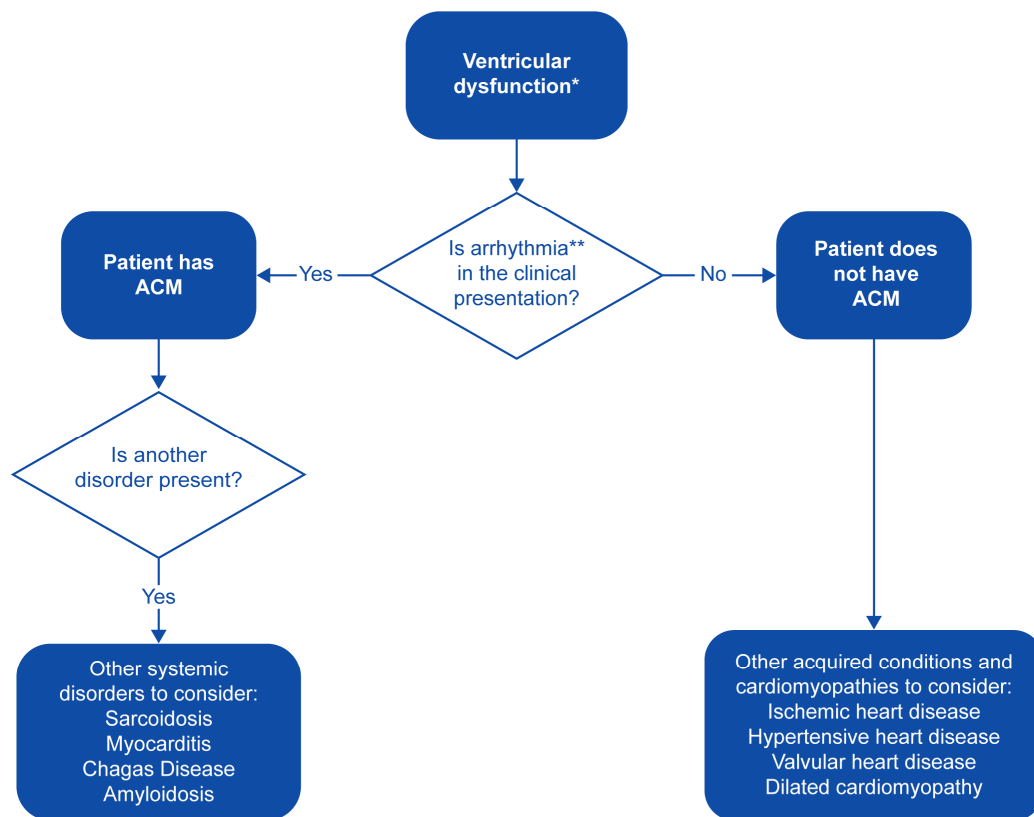 Ventricular
dysfunction*
Is arrhythmia**
in the clinical
presentation?
Yes
No
Patient has
ACM
Patient does
not have
ACM
Is another
disorder present?
Yes
Other systemic
disorders to consider:
Sarcoidosis
Myocarditis
Chagas Disease
Amyloidosis
Other acquired conditions and
cardiomyopathies to consider:
Ischemic heart disease
Hypertensive heart disease
Valvular heart disease
Dilated cardiomyopathy